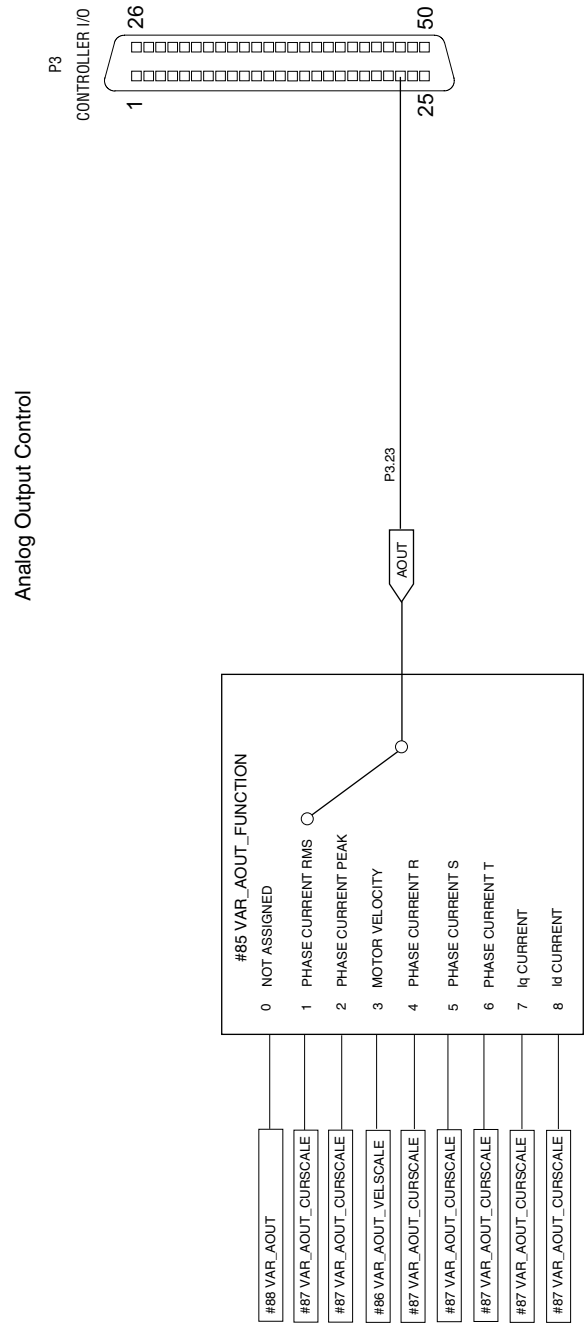 Analog Output Control
#88 VAR_AOUT
#87 VAR_AOUT_CURSCALE
#87 VAR_AOUT_CURSCALE
#86 VAR_AOUT_VELSCALE
#87 VAR_AOUT_CURSCALE
#87 VAR_AOUT_CURSCALE
#87 VAR_AOUT_CURSCALE
#87 VAR_AOUT_CURSCALE
#87 VAR_AOUT_CURSCALE
#85 VAR_AOUT_FUNCTION
0 NOT ASSIGNED
1 PHASE CURRENT RMS
2 PHASE CURRENT PEAK
3 MOTOR VELOCITY
4 PHASE CURRENT R
5 PHASE CURRENT S
6 PHASE CURRENT T
7 Iq CURRENT
8 Id CURRENT
AOUT
P3.23
P3
CONTROLLER I/O
1
26
25
50